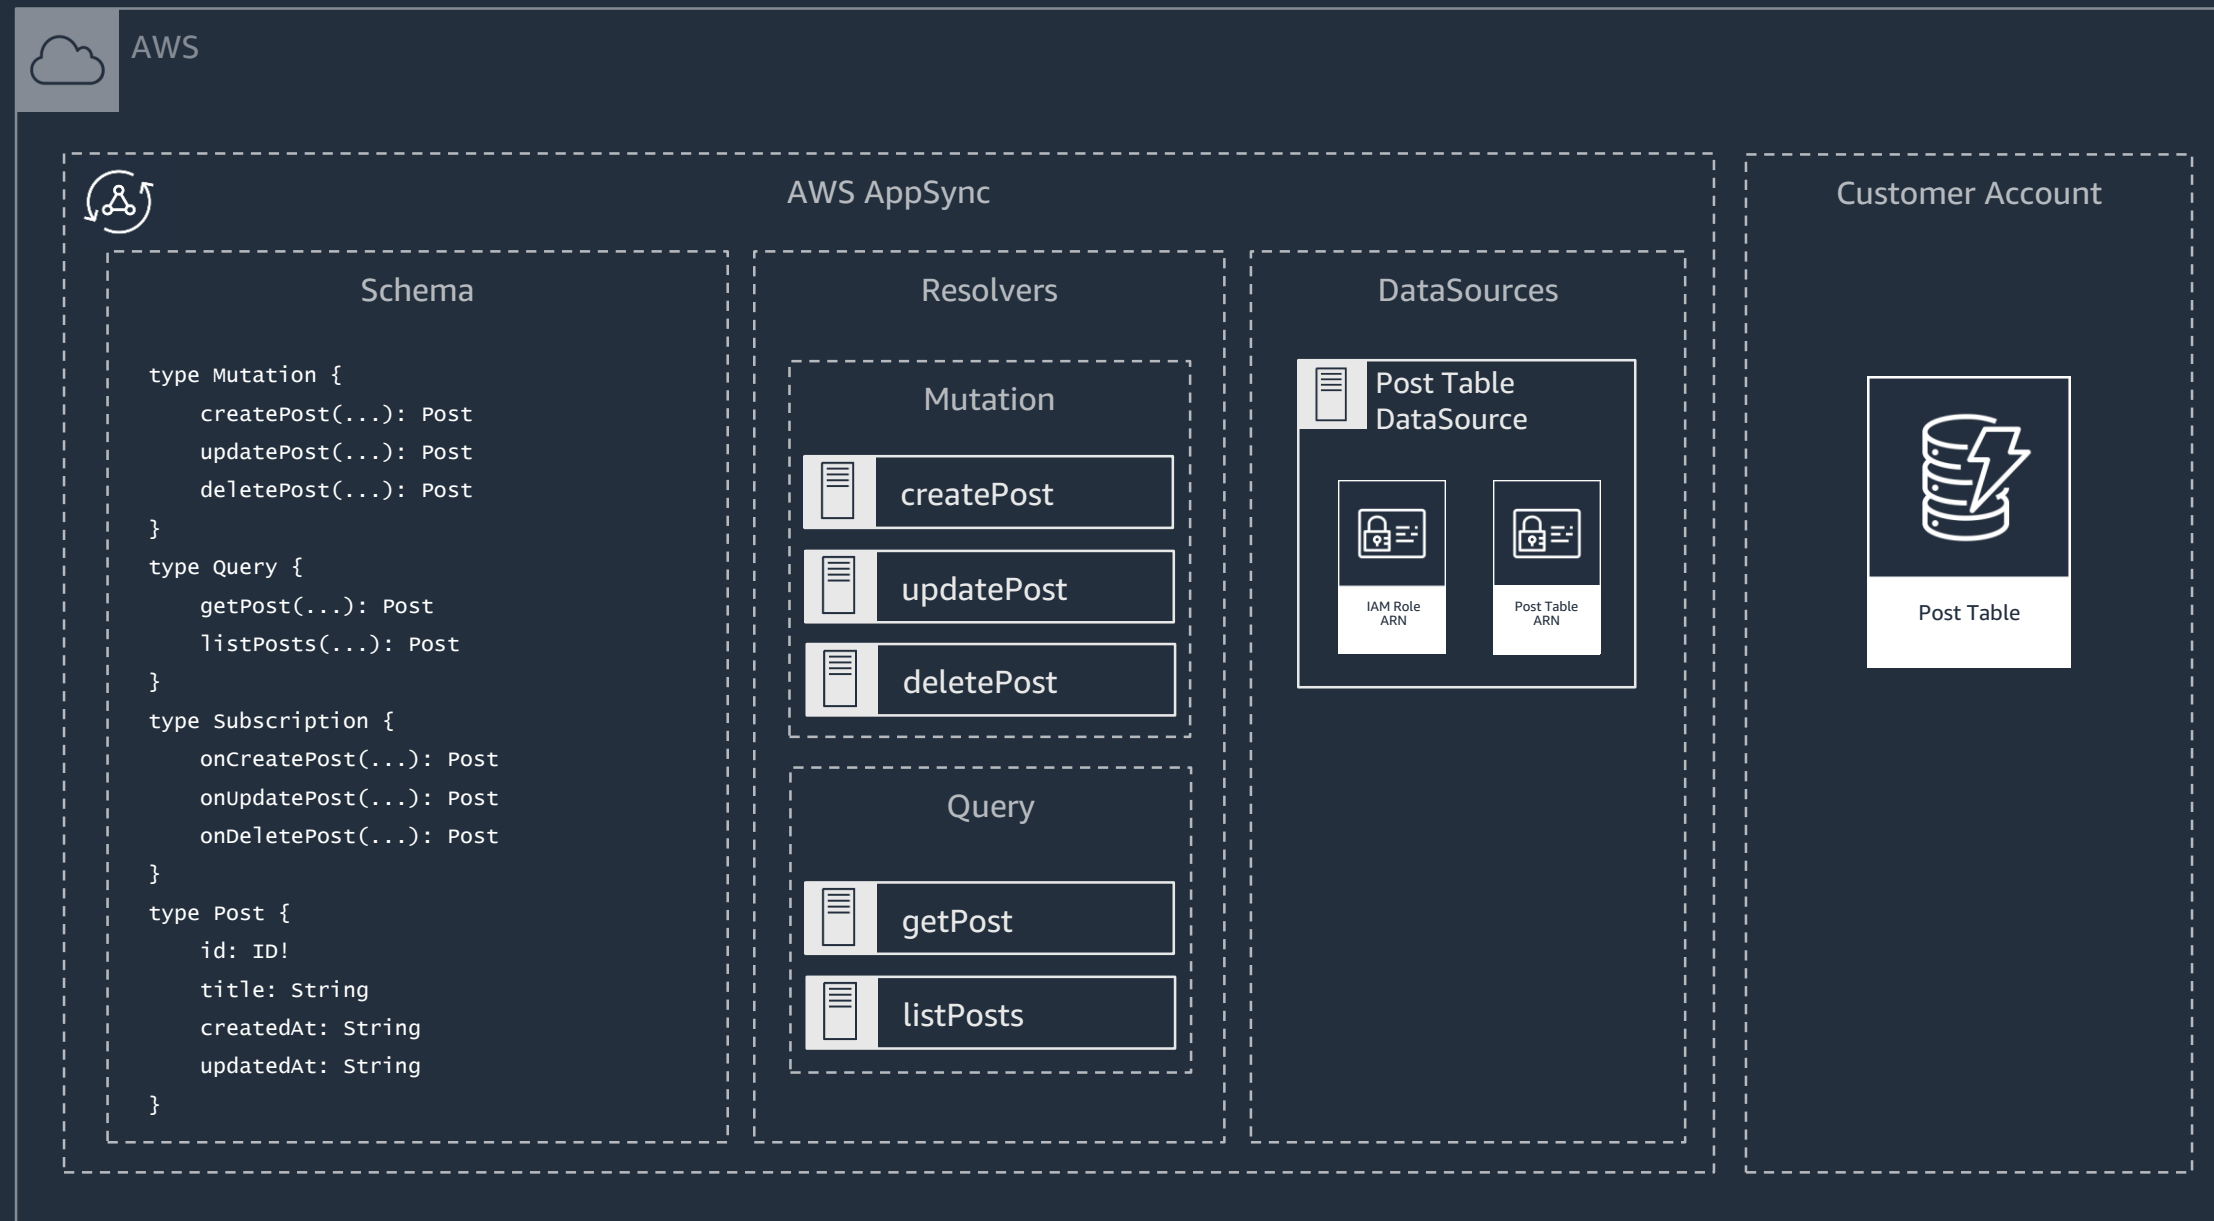 AWS
AWS AppSync
Customer Account
Schema
type Mutation {
    createPost(...): Post
    updatePost(...): Post
    deletePost(...): Post
}
type Query {
    getPost(...): Post
    listPosts(...): Post
}
type Subscription {
    onCreatePost(...): Post
    onUpdatePost(...): Post
    onDeletePost(...): Post
}
type Post {
    id: ID!
    title: String
    createdAt: String
    updatedAt: String
}
Resolvers
Mutation
createPost
updatePost
deletePost
Query
getPost
listPosts
DataSources
Post Table
DataSource
IAM Role
ARN
Post Table
ARN
Post Table